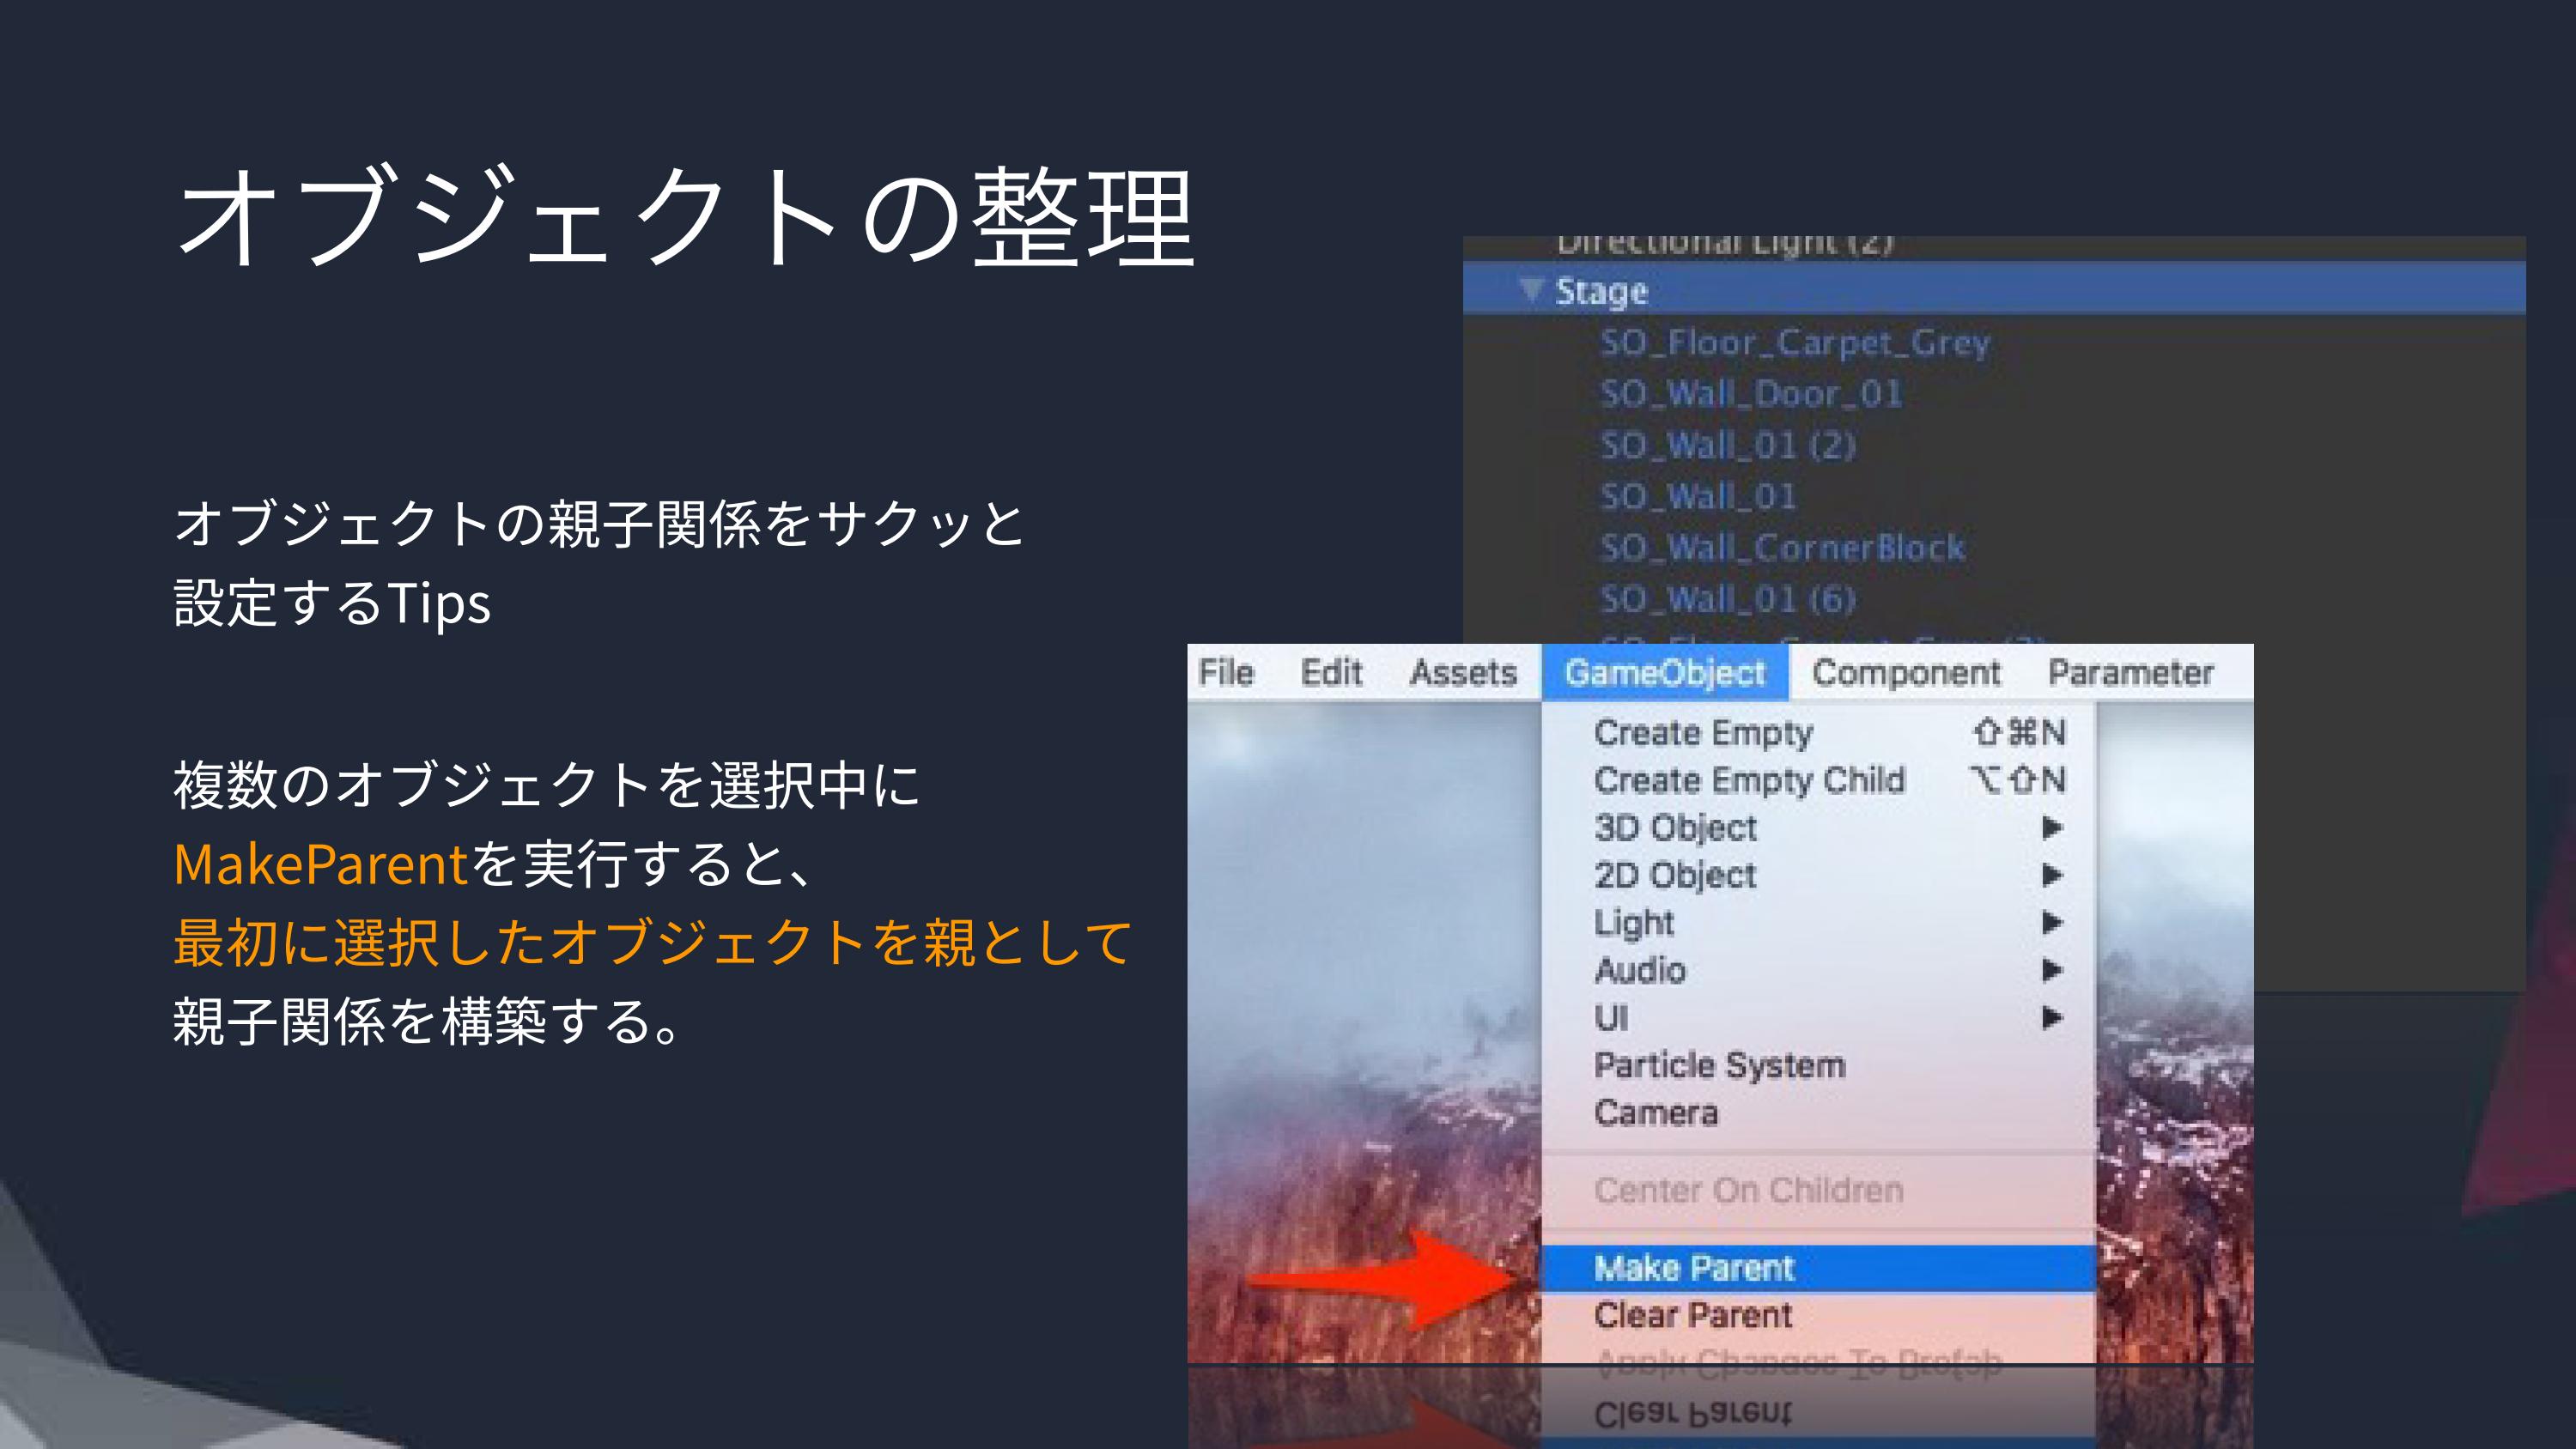 オブジェクトの整理
オブジェクトの親子関係をサクッと
設定するTips
複数のオブジェクトを選択中に
MakeParentを実行すると、
最初に選択したオブジェクトを親として
親子関係を構築する。
Directional Light (2)
Stage
SO_Floor_Carpet_Grey
SO_Wall_Door_01
SO_Wall_01 (2)
SO_Wall_01
SO_Wall_CornerBlock
SO_Wall_01 (6)
File Edit Assets GameObject Component Parameter
Create Empty ⇧⌘N
Create Empty Child ⌥⇧N
3D Object ▶
2D Object ▶
Light ▶
Audio ▶
UI ▶
Particle System
Camera
Center On Children
Make Parent
Clear Parent